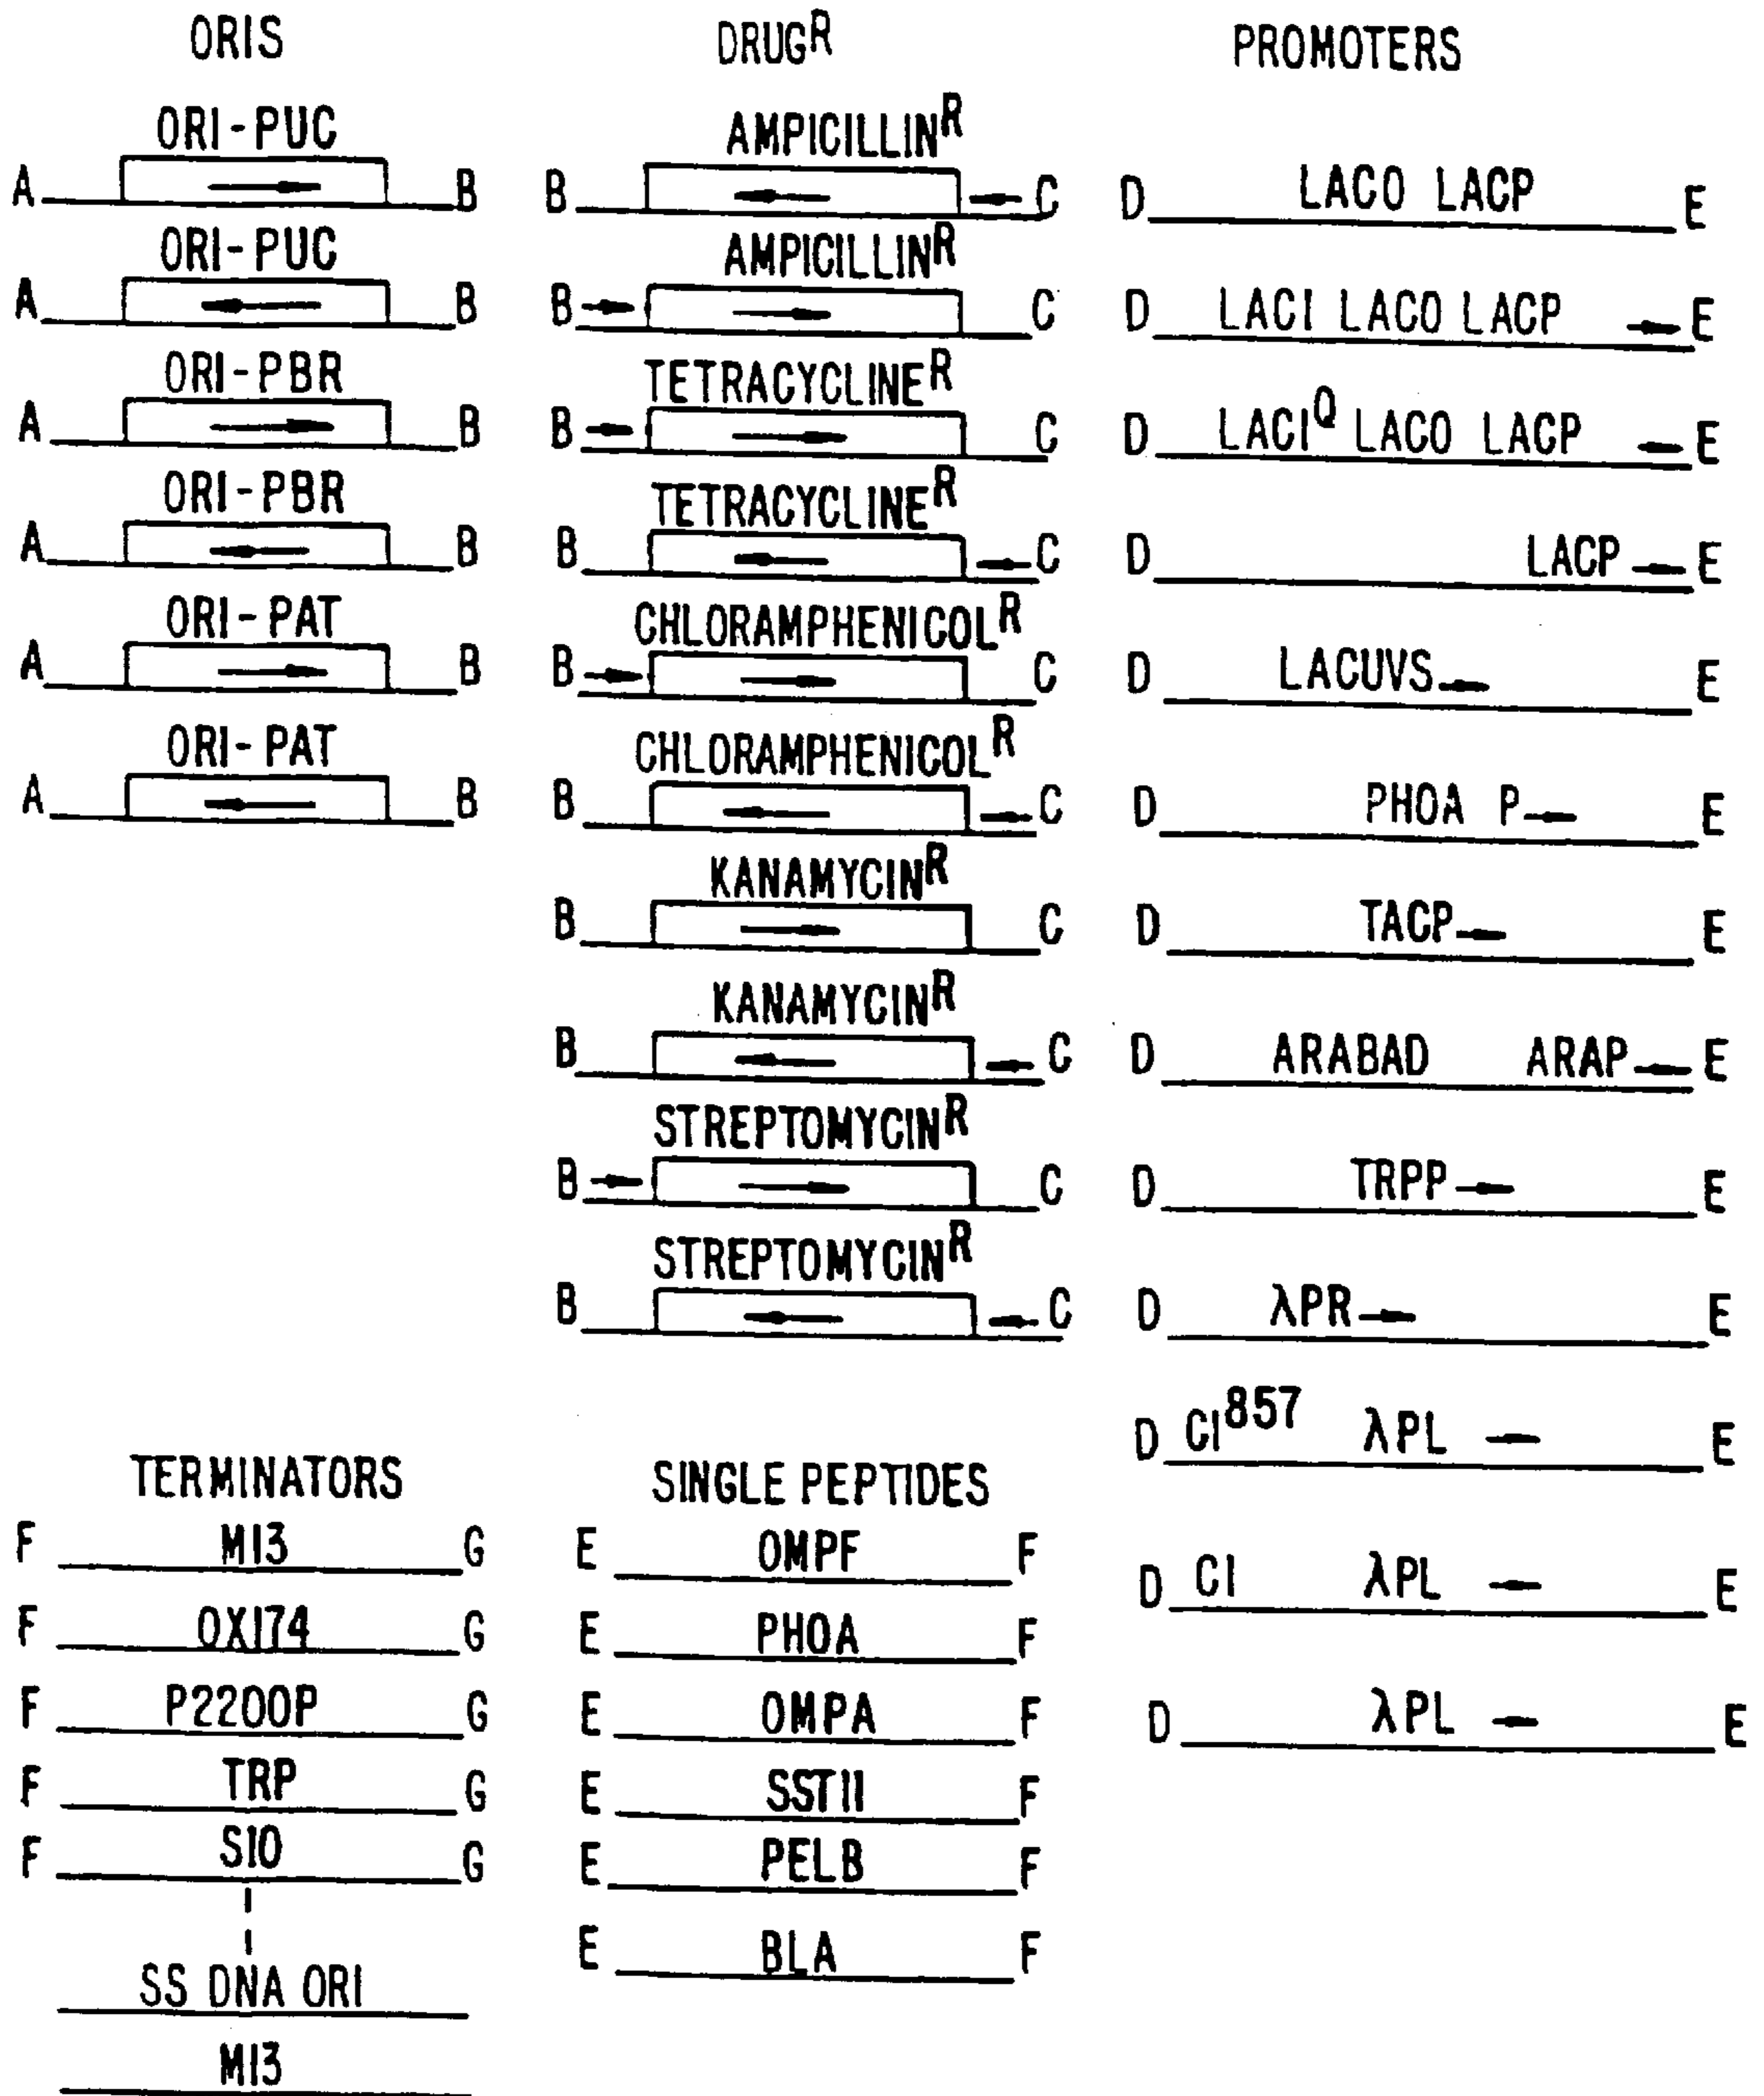 ORIS
A ORI-PUC B
A ORI-PUC B
A ORI-PBR B
A ORI-PBR B
A ORI-PAT B
A ORI-PAT B
DRUGR
B AMPICILLINR C
B AMPICILLINR C
B TETRACYCLINER C
B TETRACYCLINER C
B CHLORAMPHENICOLR C
B CHLORAMPHENICOLR C
B KANAMYCINR C
B KANAMYCINR C
B STREPTOMYCINR C
B STREPTOMYCINR C
PROMOTERS
D LACO LACP E
D LACI LACO LACP E
D LACIQ LACO LACP E
D LACP E
D LACUVS E
D PHOA P E
D TACP E
D ARABAD ARAP E
D TRPP E
D λPR E
D CI857 λPL E
D CI λPL E
D λPL E
TERMINATORS
F M13 G
F OX174 G
F P2200P G
F TRP G
F S10 G
SS DNA ORI
M13
SINGLE PEPTIDES
E OMPF F
E PHOA F
E OMPA F
E SSTII F
E PELB F
E BLA F